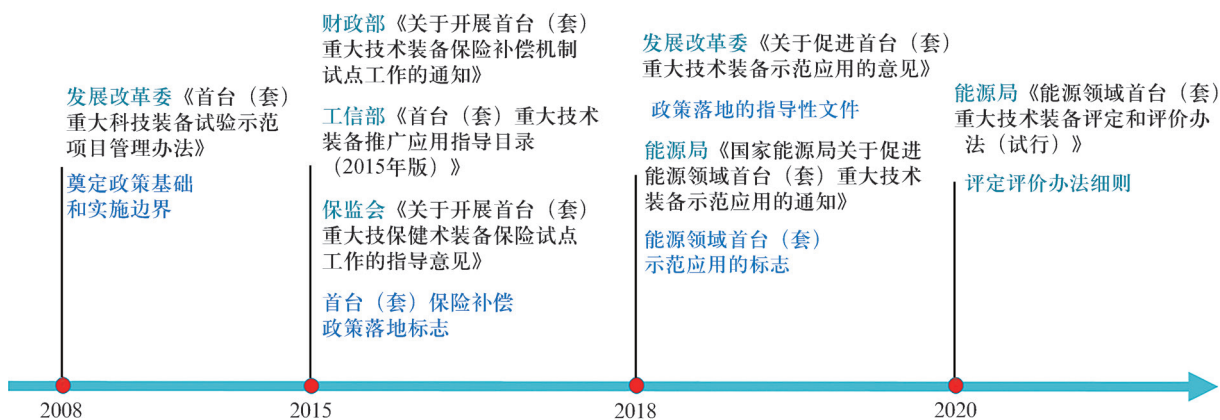 发展改革委《首台（套）
重大科技装备试验示范
项目管理办法》
奠定政策基础
和实施边界
2008
财政部《关于开展首台（套）
重大技术装备保险补偿机制
试点工作的通知》
工信部《首台（套）重大技术
装备推广应用指导目录
（2015年版）》
保监会《关于开展首台（套）
重大技保健术装备保险试点
工作的指导意见》
首台（套）保险补偿
政策落地标志
2015
发展改革委《关于促进首台（套）
重大技术装备示范应用的意见》
政策落地的指导性文件
能源局《国家能源局关于促进
能源领域首台（套）重大技术
装备示范应用的通知》
能源领域首台（套）
示范应用的标志
2018
能源局《能源领域首台（套）
重大技术装备评定和评价办
法（试行）》
评定评价办法细则
2020